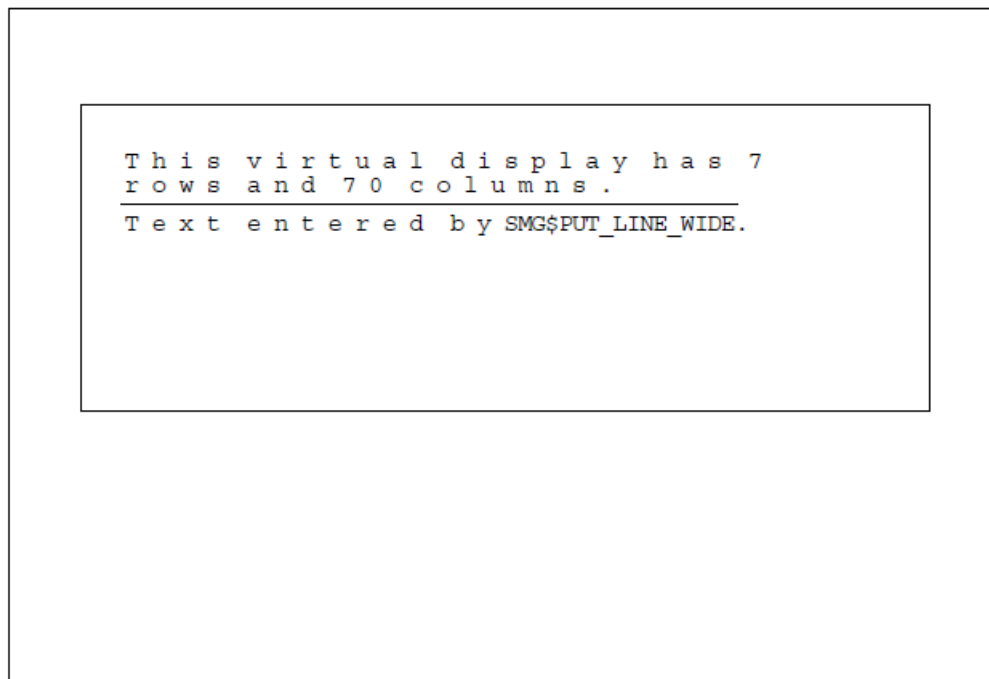 This virtual display has 7
rows and 70 columns.
Text entered by SMG$PUT_LINE_WIDE.